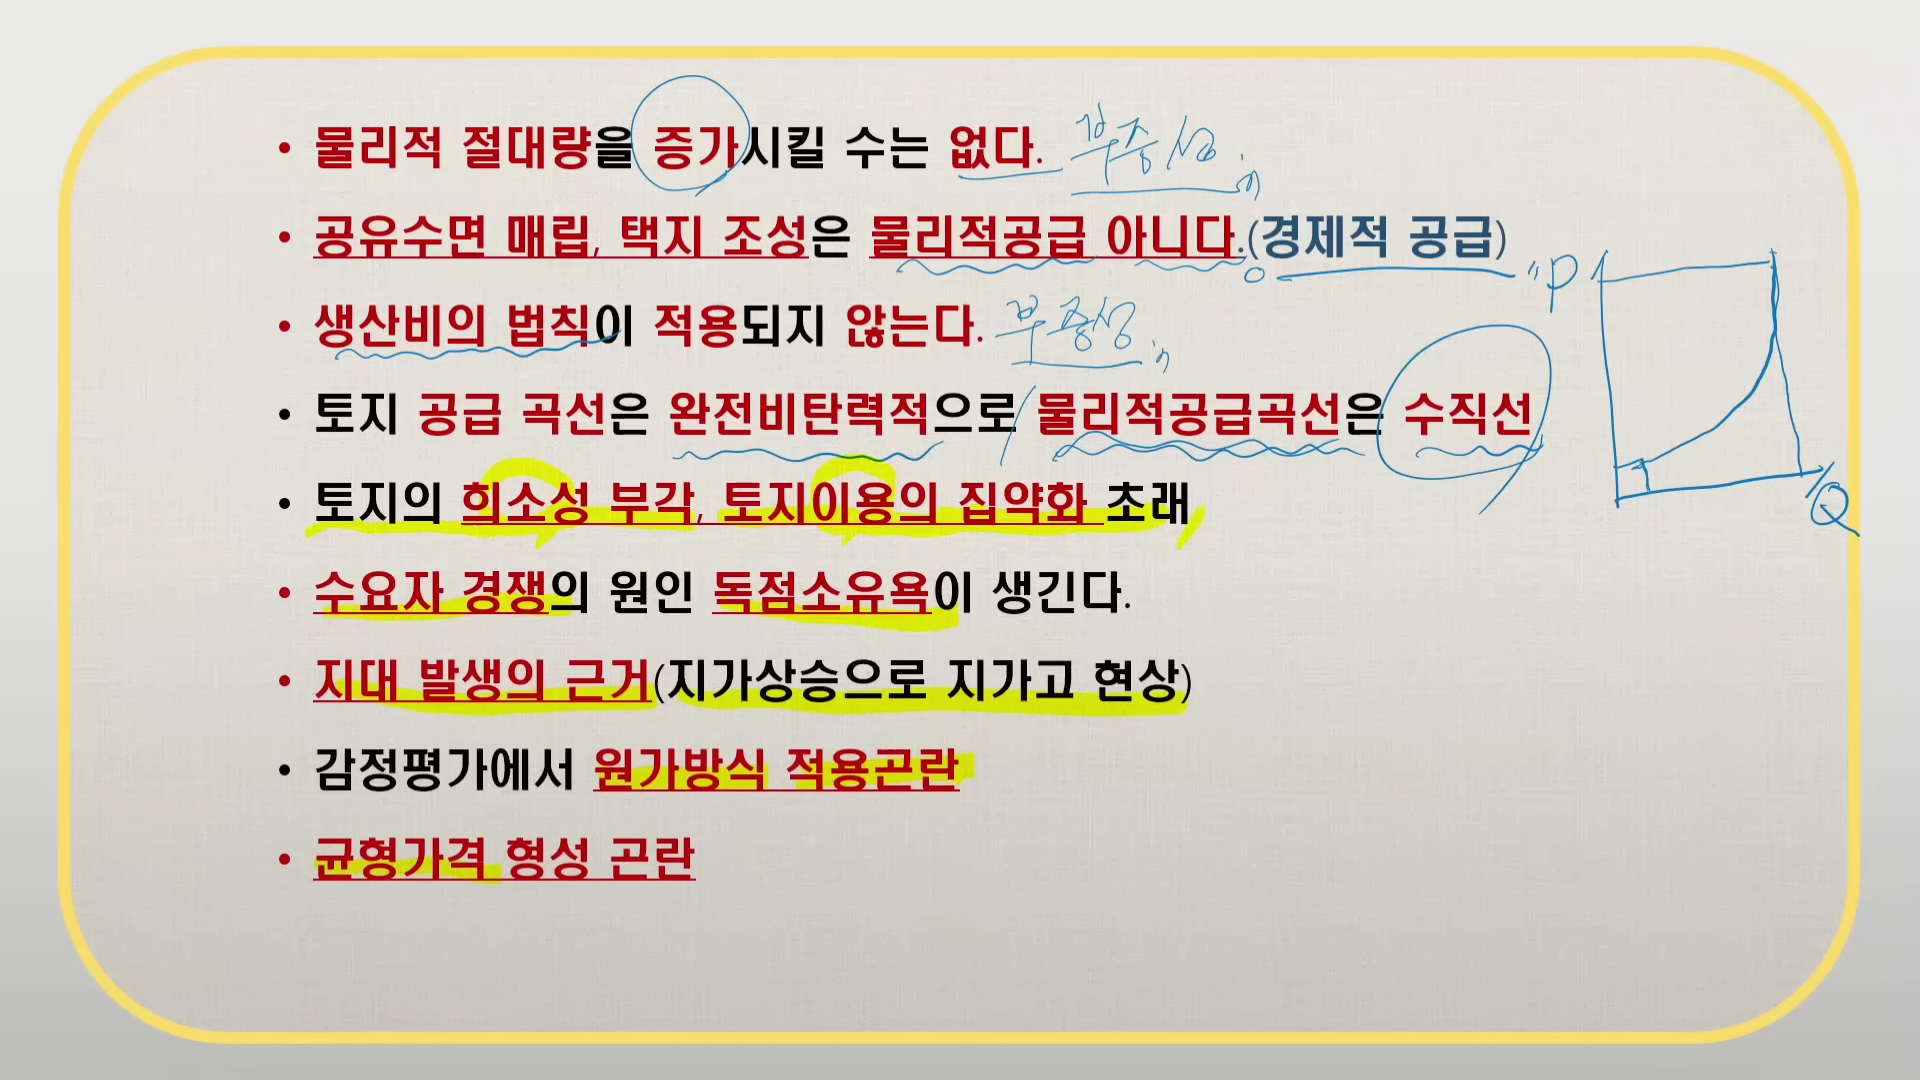 • 물리적 절대량을 증가시킬 수는 없다. 부증성
• 공유수면 매립, 택지 조성은 물리적공급 아니다.(경제적 공급)
• 생산비의 법칙이 적용되지 않는다. 부증성
• 토지 공급 곡선은 완전비탄력적으로 물리적공급곡선은 수직선
• 토지의 희소성 부각, 토지이용의 집약화 초래
• 수요자 경쟁의 원인 독점소유욕이 생긴다.
• 지대 발생의 근거(지가상승으로 지가고 현상)
• 감정평가에서 원가방식 적용곤란
• 균형가격 형성 곤란
P
Q